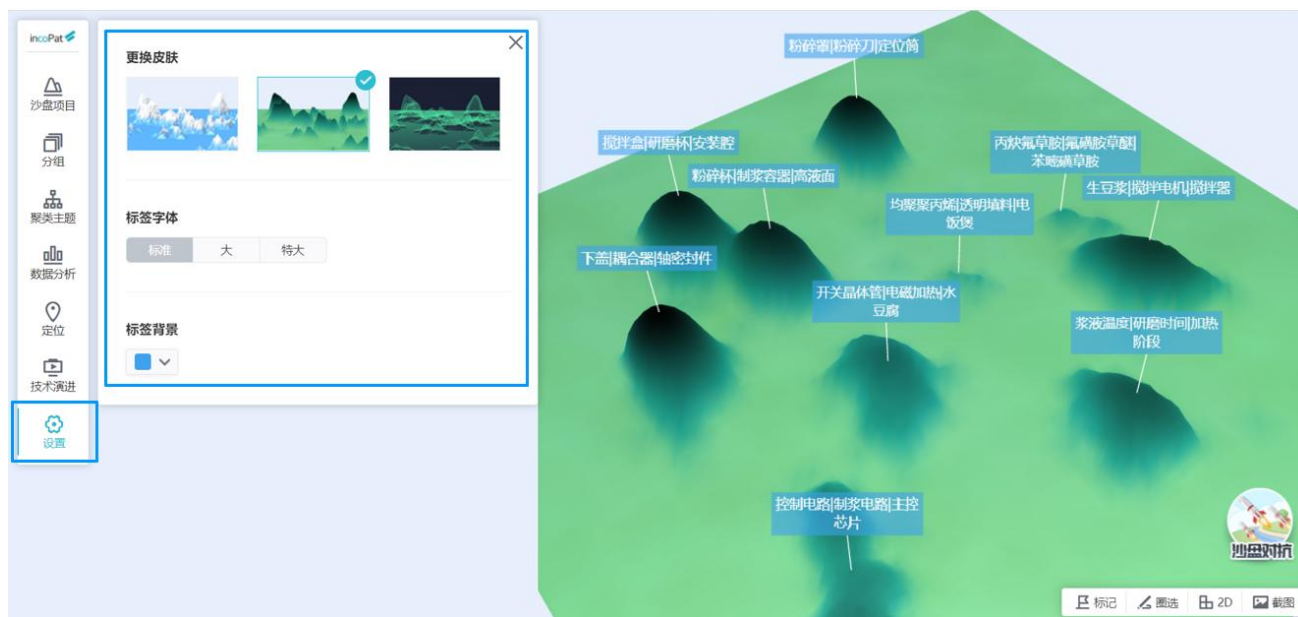 incoPat
沙盘项目
分组
聚类主题
数据分析
定位
技术演进
设置
更换皮肤
标签字体
标准 大 特大
标签背景
粉碎罩|粉碎刀|定位筒
搅拌盒|研磨杯|安装腔
丙炔氟草胺|氟磺胺草醚|
苯嘧磺草胺
粉碎杯|制浆容器|高液面
生豆浆|搅拌电机|搅拌器
均聚聚丙烯|透明填料|电
饭煲
下盖|耦合器|轴密封件
开关晶体管|电磁加热|水
豆腐
浆液温度|研磨时间|加热
阶段
控制电路|制浆电路|主控
芯片
沙盘对抗
标记 圈选 2D 截图